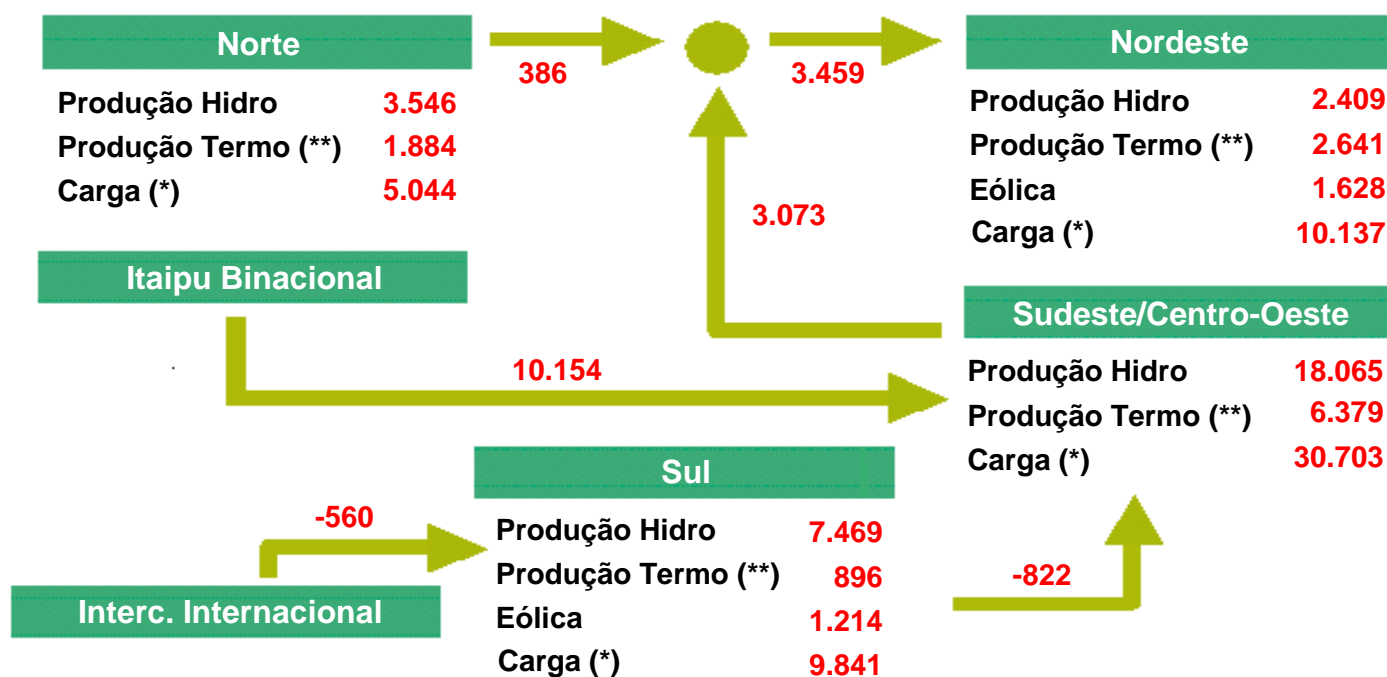 Norte
Produção Hidro 3.546
Produção Termo (**) 1.884
Carga (*) 5.044
386
3.459
3.073
Nordeste
Produção Hidro 2.409
Produção Termo (**) 2.641
Eólica 1.628
Carga (*) 10.137
Itaipu Binacional
10.154
Sudeste/Centro-Oeste
Produção Hidro 18.065
Produção Termo (**) 6.379
Carga (*) 30.703
Sul
Produção Hidro 7.469
Produção Termo (**) 896
Eólica 1.214
Carga (*) 9.841
-560
Interc. Internacional
-822